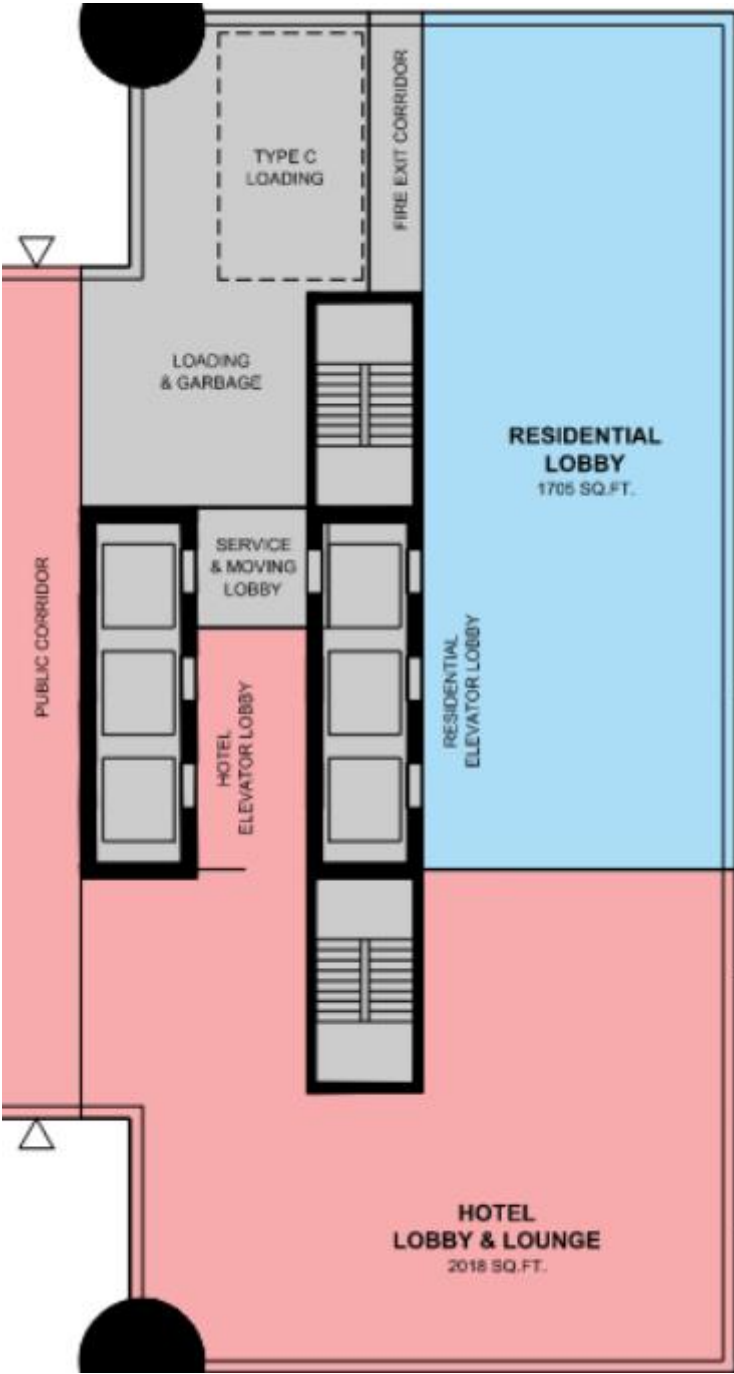 TYPE C
LOADING
FIRE EXIT CORRIDOR
LOADING
& GARBAGE
RESIDENTIAL
LOBBY
1705 SQ.FT.
SERVICE
& MOVING
LOBBY
PUBLIC CORRIDOR
HOTEL
ELEVATOR LOBBY
RESIDENTIAL
ELEVATOR LOBBY
HOTEL
LOBBY & LOUNGE
2018 SQ.FT.